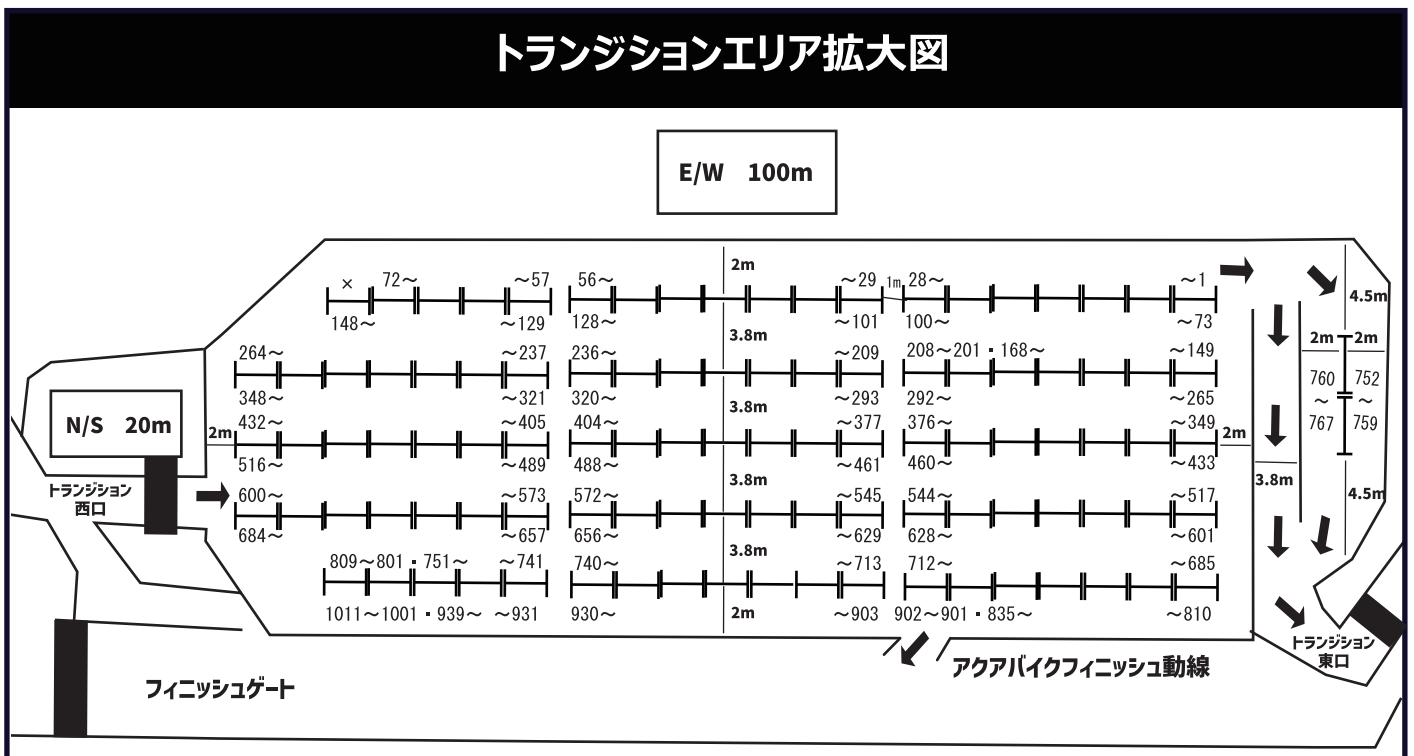 トランジションエリア拡大図
E/W 100m
2m
× 72～ ～57 56～ ～29 1m 28～ ～1
4.5m
148～ ～129 128～ ～101 100～ ～73
3.8m
2m 2m
264～ ～237 236～ ～209 208～201・168～ ～149
760 ～ 767
752 ～ 759
348～ ～321 320～ ～293 292～ ～265
3.8m
N/S 20m
2m
432～ ～405 404～ ～377 376～ ～349
2m
516～ ～489 488～ ～461 460～ ～433
3.8m
3.8m
4.5m
トランジション
西口
600～ ～573 572～ ～545 544～ ～517
684～ ～657 656～ ～629 628～ ～601
3.8m
809～801・751～ ～741 740～ ～713 712～ ～685
1011～1001・939～ ～931 930～ ～903 902～901・835～ ～810
2m
トランジション
東口
アクアバイクフィニッシュ動線
フィニッシュゲート